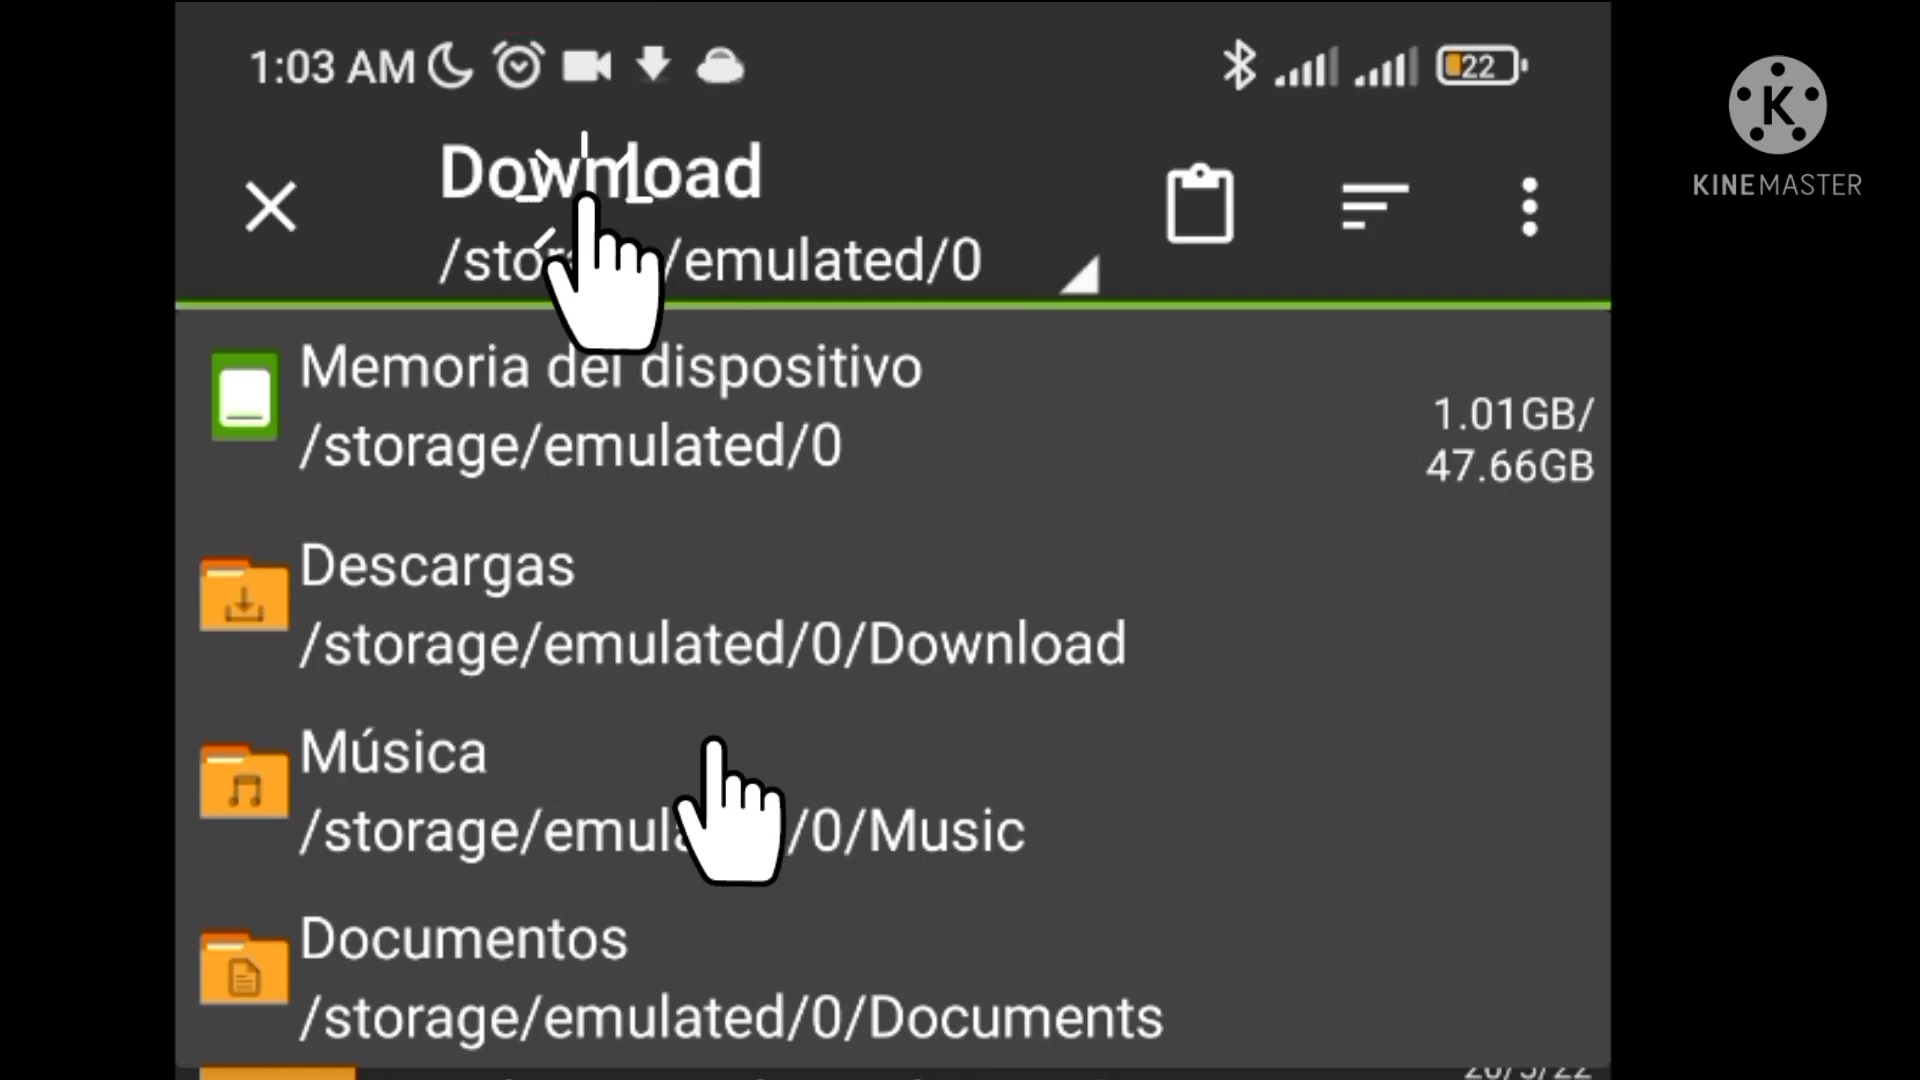 1:03 AM
22
K
KINEMASTER
Download
/storage/emulated/0
Memoria del dispositivo
/storage/emulated/0
1.01GB/
47.66GB
Descargas
/storage/emulated/0/Download
Música
/storage/emulated/0/Music
Documentos
/storage/emulated/0/Documents